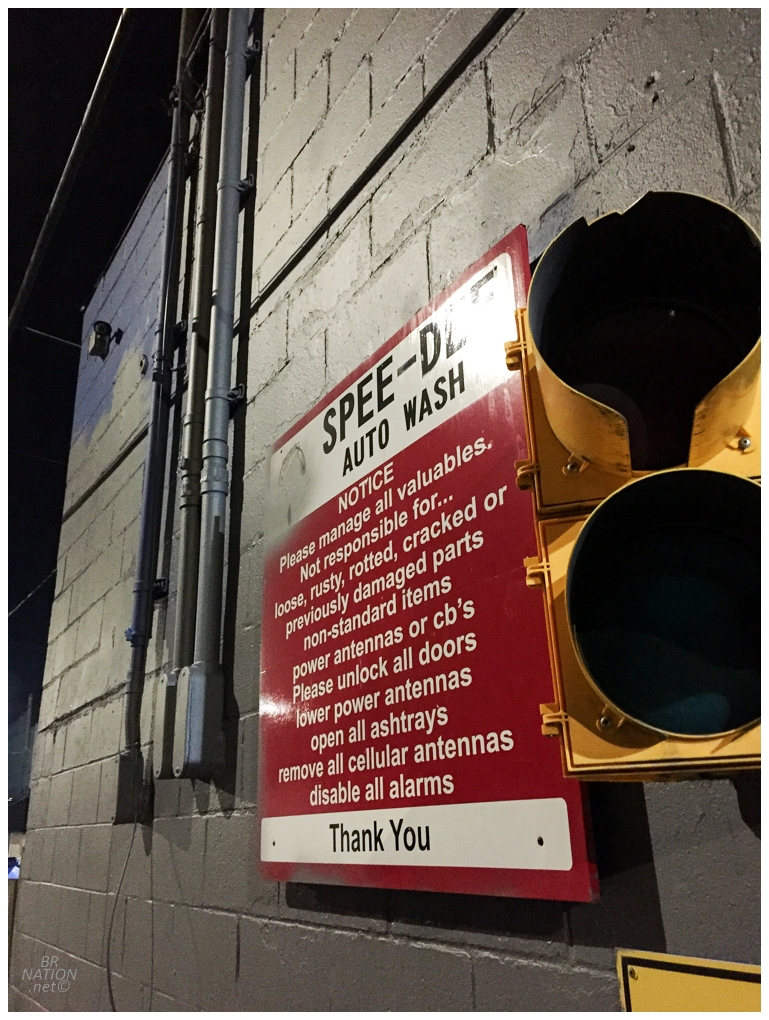 SPEE-DEE
AUTO WASH
NOTICE
Please manage all valuables.
Not responsible for...
loose, rusty, rotted, cracked or
previously damaged parts
non-standard items
power antennas or cb's
Please unlock all doors
lower power antennas
open all ashtrays
remove all cellular antennas
disable all alarms
Thank You
BR
NATION
.net©